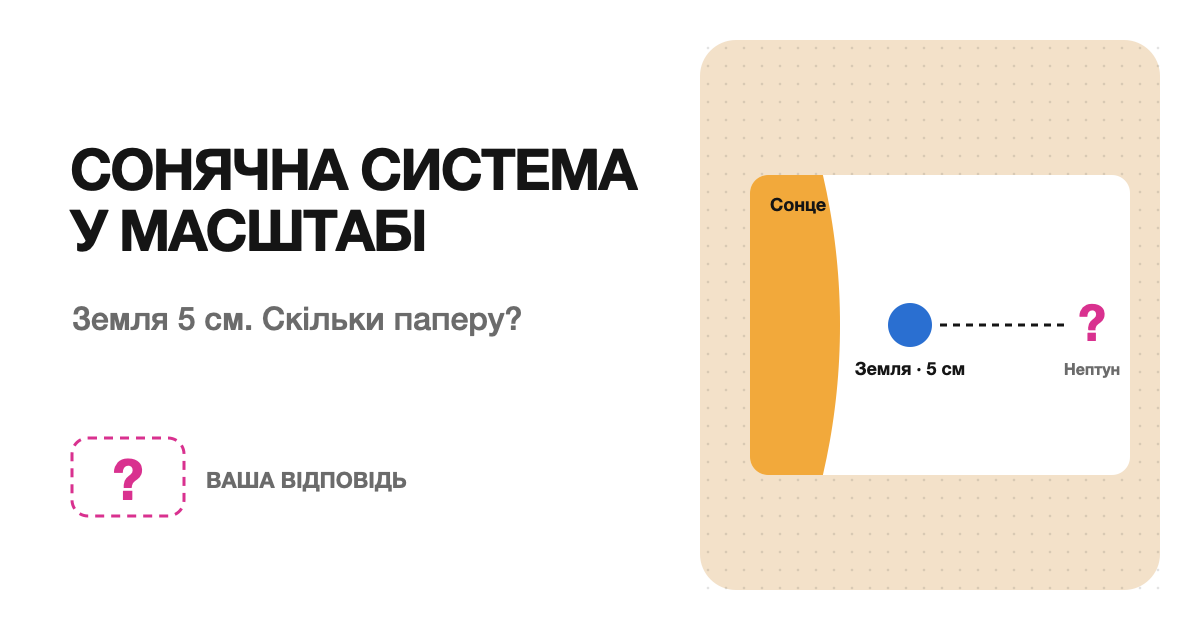 СОНЯЧНА СИСТЕМА
У МАСШТАБІ
Земля 5 см. Скільки паперу?
?
ВАША ВІДПОВІДЬ
Сонце
?
Земля · 5 см
Нептун